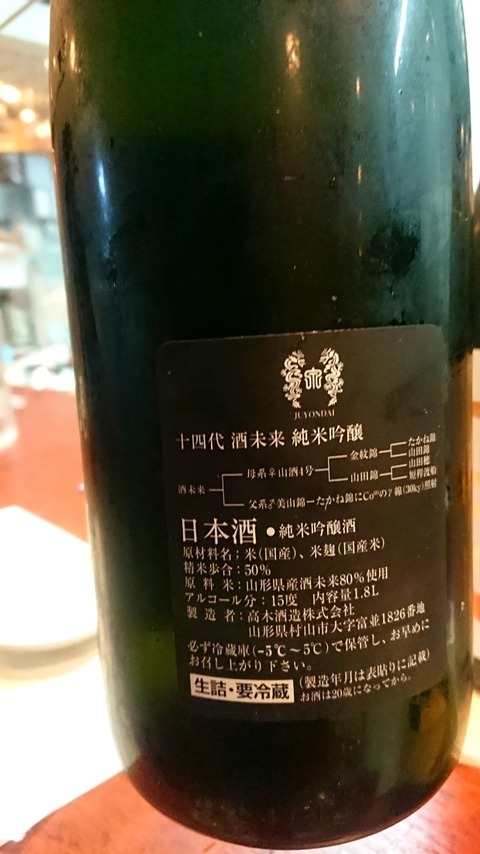 JUYONDAI
十四代 酒未来 純米吟醸
酒未来
母系♀山酒4号
金紋錦
たかね錦
山田錦
山田錦
山田穂
短稈渡船
父系♂美山錦ーたかね錦にCo⁶⁰のγ線(30ky)照射
日本酒・純米吟醸酒
原材料名：米(国産)、米麹(国産米)
精米歩合：50%
原料米：山形県産酒未来80%使用
アルコール分：15度 内容量1.8L
製造者：高木酒造株式会社
山形県村山市大字富並1826番地
必ず冷蔵庫(-5℃〜5℃)で保管し、お早めに
お召し上がり下さい。
生詰・要冷蔵
(製造年月は表貼りに記載)
お酒は20歳になってから。